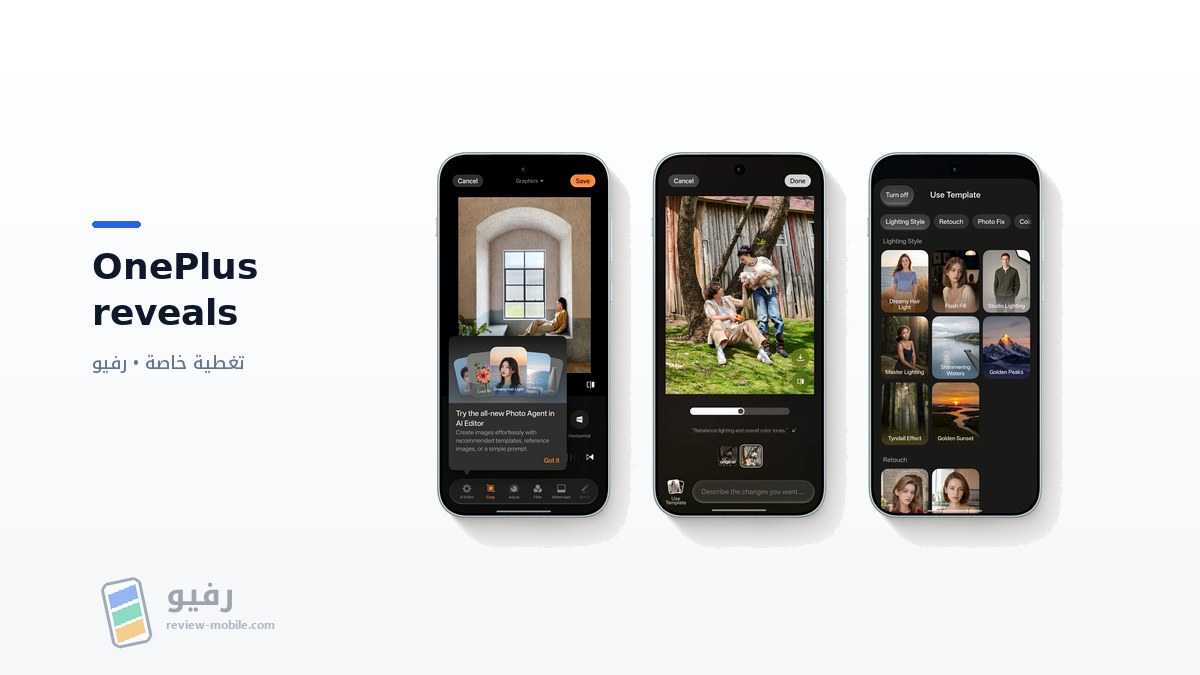 OnePlus
reveals
تغطية خاصة • رفيو
رفيو
review-mobile.com
Cancel
Graphics
Save
Try the all-new Photo Agent in
AI Editor
Create images effortlessly with
recommended templates, reference
images, or a simple prompt.
Got it
Horizontal
AI Editor
Crop
Adjust
Filter
Watermark
Cancel
Done
"Rebalance lighting and overall color tones."
original
Use
Template
Describe the changes you want ...
Turn off
Use Template
Lighting Style
Retouch
Photo Fix
Lighting Style
Dreamy Hair
Light
Flash Fill
Studio Lighting
Master Lighting
Shimmering
Waters
Golden Peaks
Tyndall Effect
Golden Sunset
Retouch